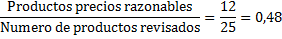 Productos precios razonables
Numero de productos revisados
= 12
25
= 0,48